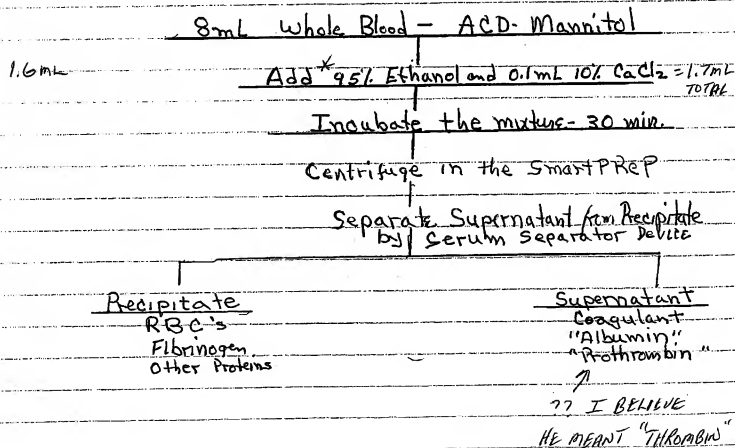 8mL Whole Blood - ACD-Mannitol
1.6mL
Add *95% Ethanol and 0.1mL 10% CaCl2 = 1.7mL
TOTAL
Incubate the mixture - 30 min.
Centrifuge in the SmartPReP
Separate Supernatant from Precipitate
by Serum Separator Device
Precipitate
RBC's
Fibrinogen
Other Proteins
Supernatant
Coagulant
"Albumin"
"Prothrombin"
?? I BELIEVE
HE MEANT "THROMBIN"